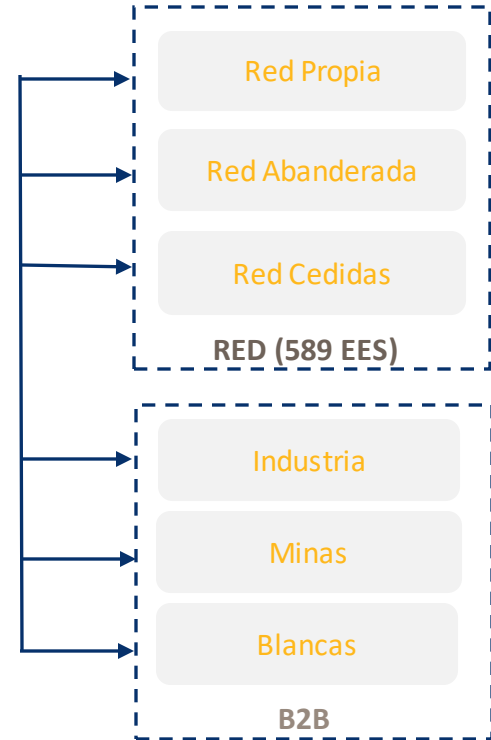 Red Propia
Red Abanderada
Red Cedidas
RED (589 EES)
Industria
Minas
Blancas
B2B